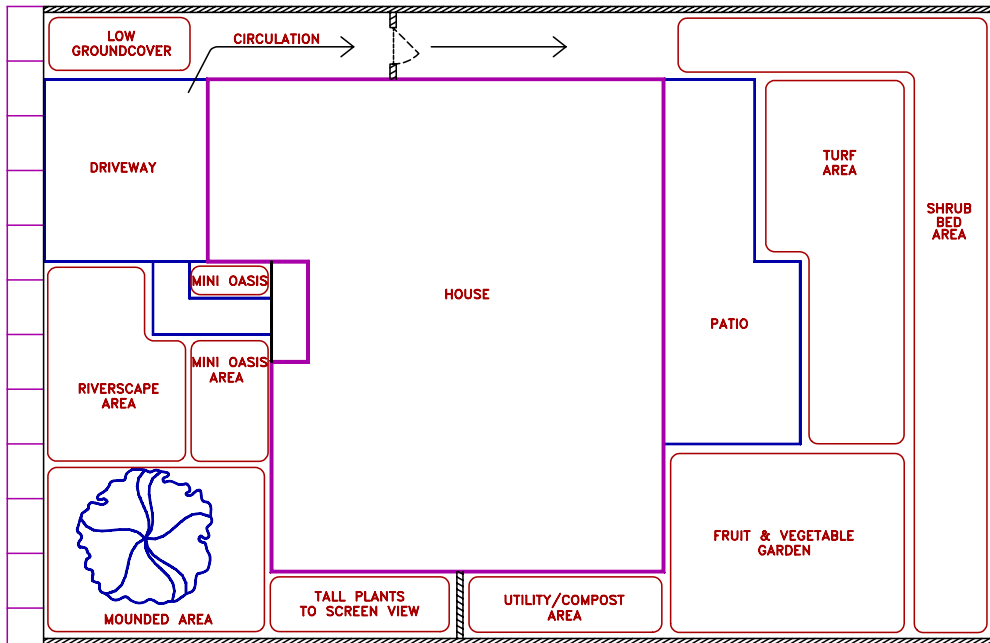 LOW
GROUNDCOVER
CIRCULATION
DRIVEWAY
TURF
AREA
SHRUB
BED
AREA
MINI OASIS
HOUSE
PATIO
MINI OASIS
AREA
RIVERSCAPE
AREA
FRUIT & VEGETABLE
GARDEN
MOUNDED AREA
TALL PLANTS
TO SCREEN VIEW
UTILITY/COMPOST
AREA